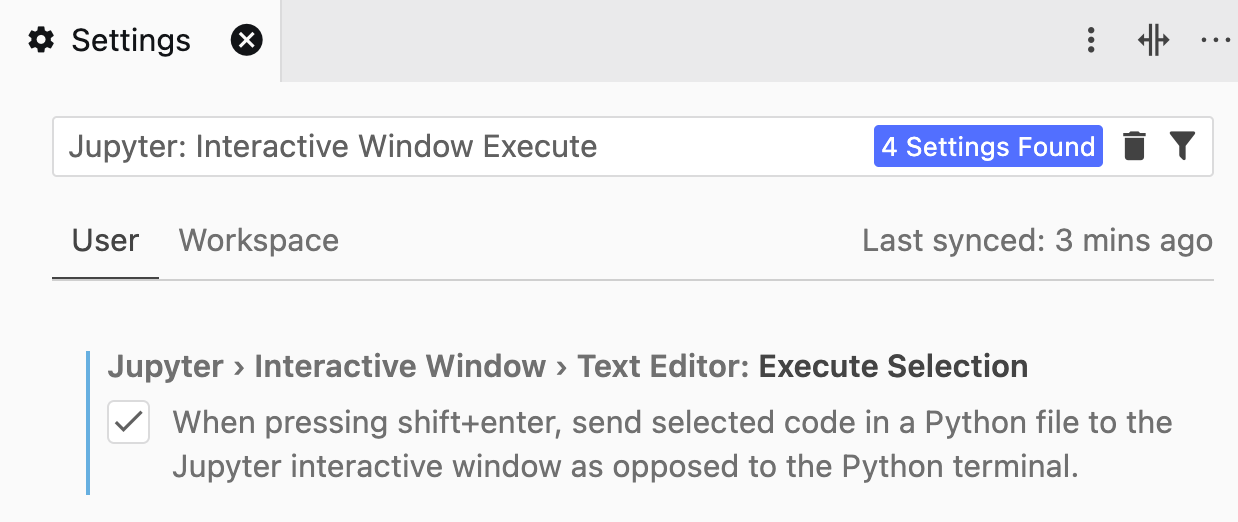 Settings
Jupyter: Interactive Window Execute 4 Settings Found
User Workspace Last synced: 3 mins ago
Jupyter › Interactive Window › Text Editor: Execute Selection
When pressing shift+enter, send selected code in a Python file to the
Jupyter interactive window as opposed to the Python terminal.